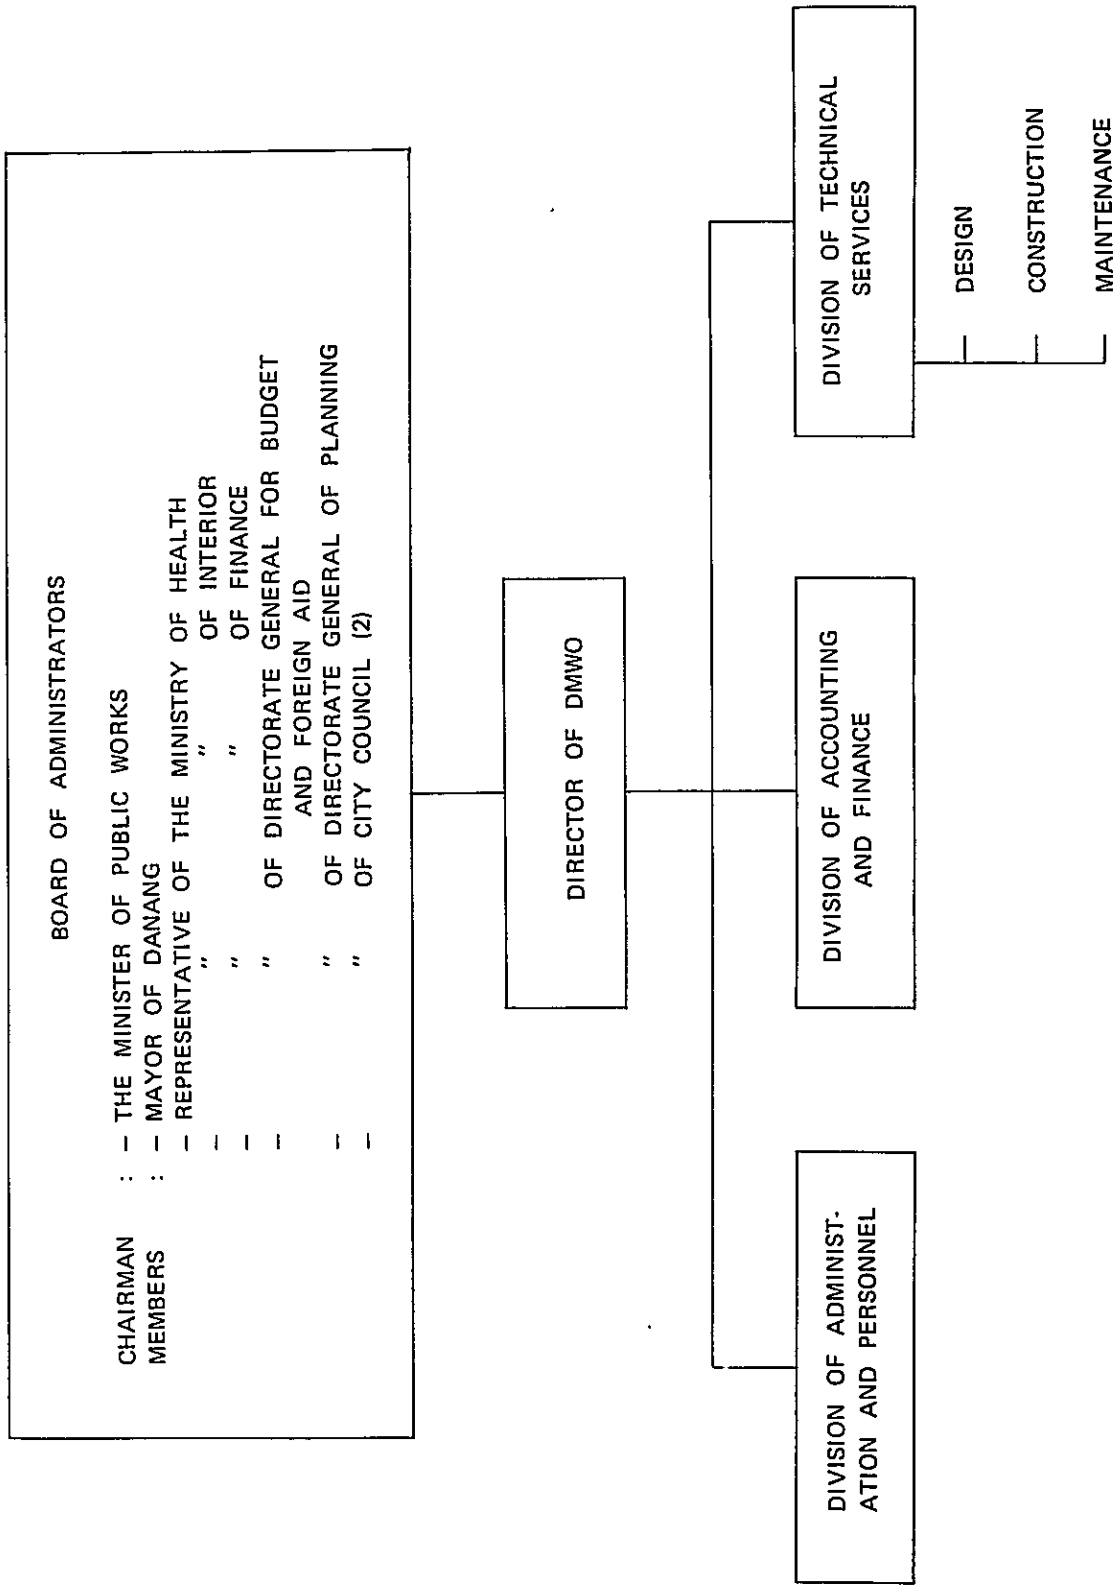 BOARD OF ADMINISTRATORS
CHAIRMAN : – THE MINISTER OF PUBLIC WORKS
MEMBERS : – MAYOR OF DANANG
– REPRESENTATIVE OF THE MINISTRY OF HEALTH
– " " OF INTERIOR
– " " OF FINANCE
– " OF DIRECTORATE GENERAL FOR BUDGET
AND FOREIGN AID
– " OF DIRECTORATE GENERAL OF PLANNING
– " OF CITY COUNCIL (2)
DIRECTOR OF DMWO
DIVISION OF ADMINIST-
ATION AND PERSONNEL
DIVISION OF ACCOUNTING
AND FINANCE
DIVISION OF TECHNICAL
SERVICES
DESIGN
CONSTRUCTION
MAINTENANCE